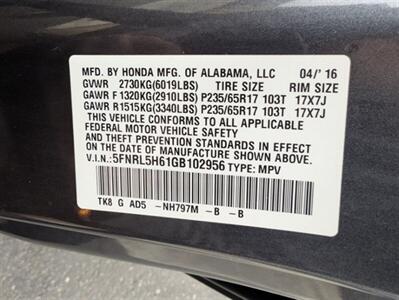 MFD. BY HONDA MFG. OF ALABAMA, LLC 04/'16
GVWR 2730KG(6019LBS) TIRE SIZE RIM SIZE
GAWR F 1320KG(2910LBS) P235/65R17 103T 17X7J
GAWR R 1515KG(3340LBS) P235/65R17 103T 17X7J
THIS VEHICLE CONFORMS TO ALL APPLICABLE
FEDERAL MOTOR VEHICLE SAFETY, BUMPER,
AND THEFT PREVENTION STANDARDS IN EFFECT
ON THE DATE OF MANUFACTURE SHOWN ABOVE.
V.I.N:5FNRL5H61GB102956 TYPE: MPV
TK8 G AD5 -NH797M -B -B